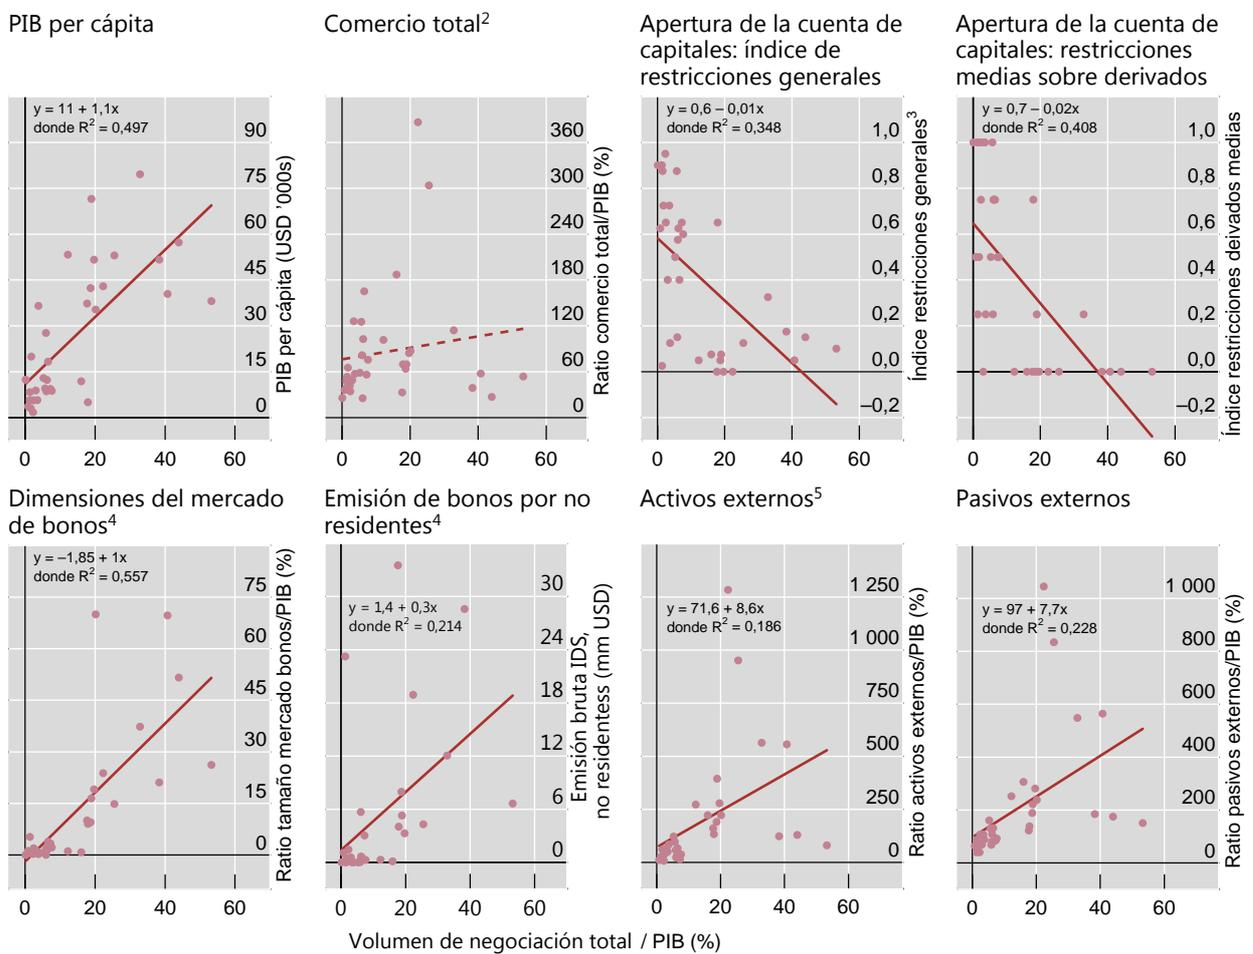 PIB per cápita
y = 11 + 1,1x
donde R² = 0,497
90
75
60
45
30
15
0
PIB per cápita (USD ’000s)
0 20 40 60
Comercio total²
360
300
240
180
120
60
0
Ratio comercio total/PIB (%)
0 20 40 60
Apertura de la cuenta de
capitales: índice de
restricciones generales
y = 0,6 – 0,01x
donde R² = 0,348
1,0
0,8
0,6
0,4
0,2
0,0
–0,2
Índice restricciones generales³
0 20 40 60
Apertura de la cuenta de
capitales: restricciones
medias sobre derivados
y = 0,7 – 0,02x
donde R² = 0,408
1,0
0,8
0,6
0,4
0,2
0,0
–0,2
Índice restricciones deivados medias
0 20 40 60
Dimensiones del mercado
de bonos⁴
y = –1,85 + 1x
donde R² = 0,557
75
60
45
30
15
0
Ratio tamaño mercado bonos/PIB (%)
0 20 40 60
Emisión de bonos por no
residentes⁴
y = 1,4 + 0,3x
donde R² = 0,214
30
24
18
12
6
0
Emisión bruta IDS,
no residentess (mm USD)
0 20 40 60
Activos externos⁵
y = 71,6 + 8,6x
donde R² = 0,186
1 250
1 000
750
500
250
0
Ratio activos externos/PIB (%)
0 20 40 60
Pasivos externos
y = 97 + 7,7x
donde R² = 0,228
1 000
800
600
400
200
0
Ratio pasivos externos/PIB (%)
0 20 40 60
Volumen de negociación total / PIB (%)